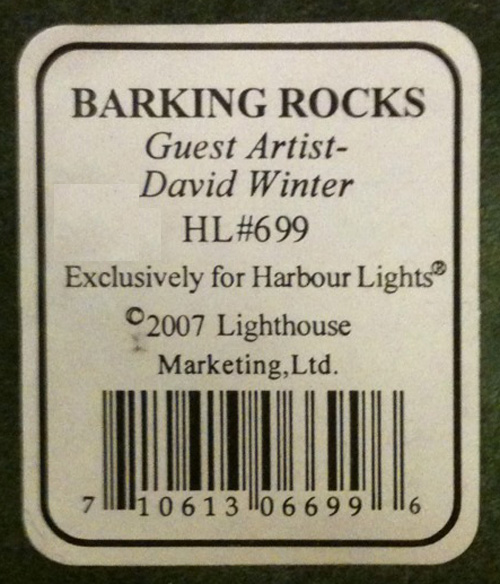 BARKING ROCKS
Guest Artist-
David Winter
HL#699
Exclusively for Harbour Lights®
©2007 Lighthouse
Marketing,Ltd.
7 10613 06699 6